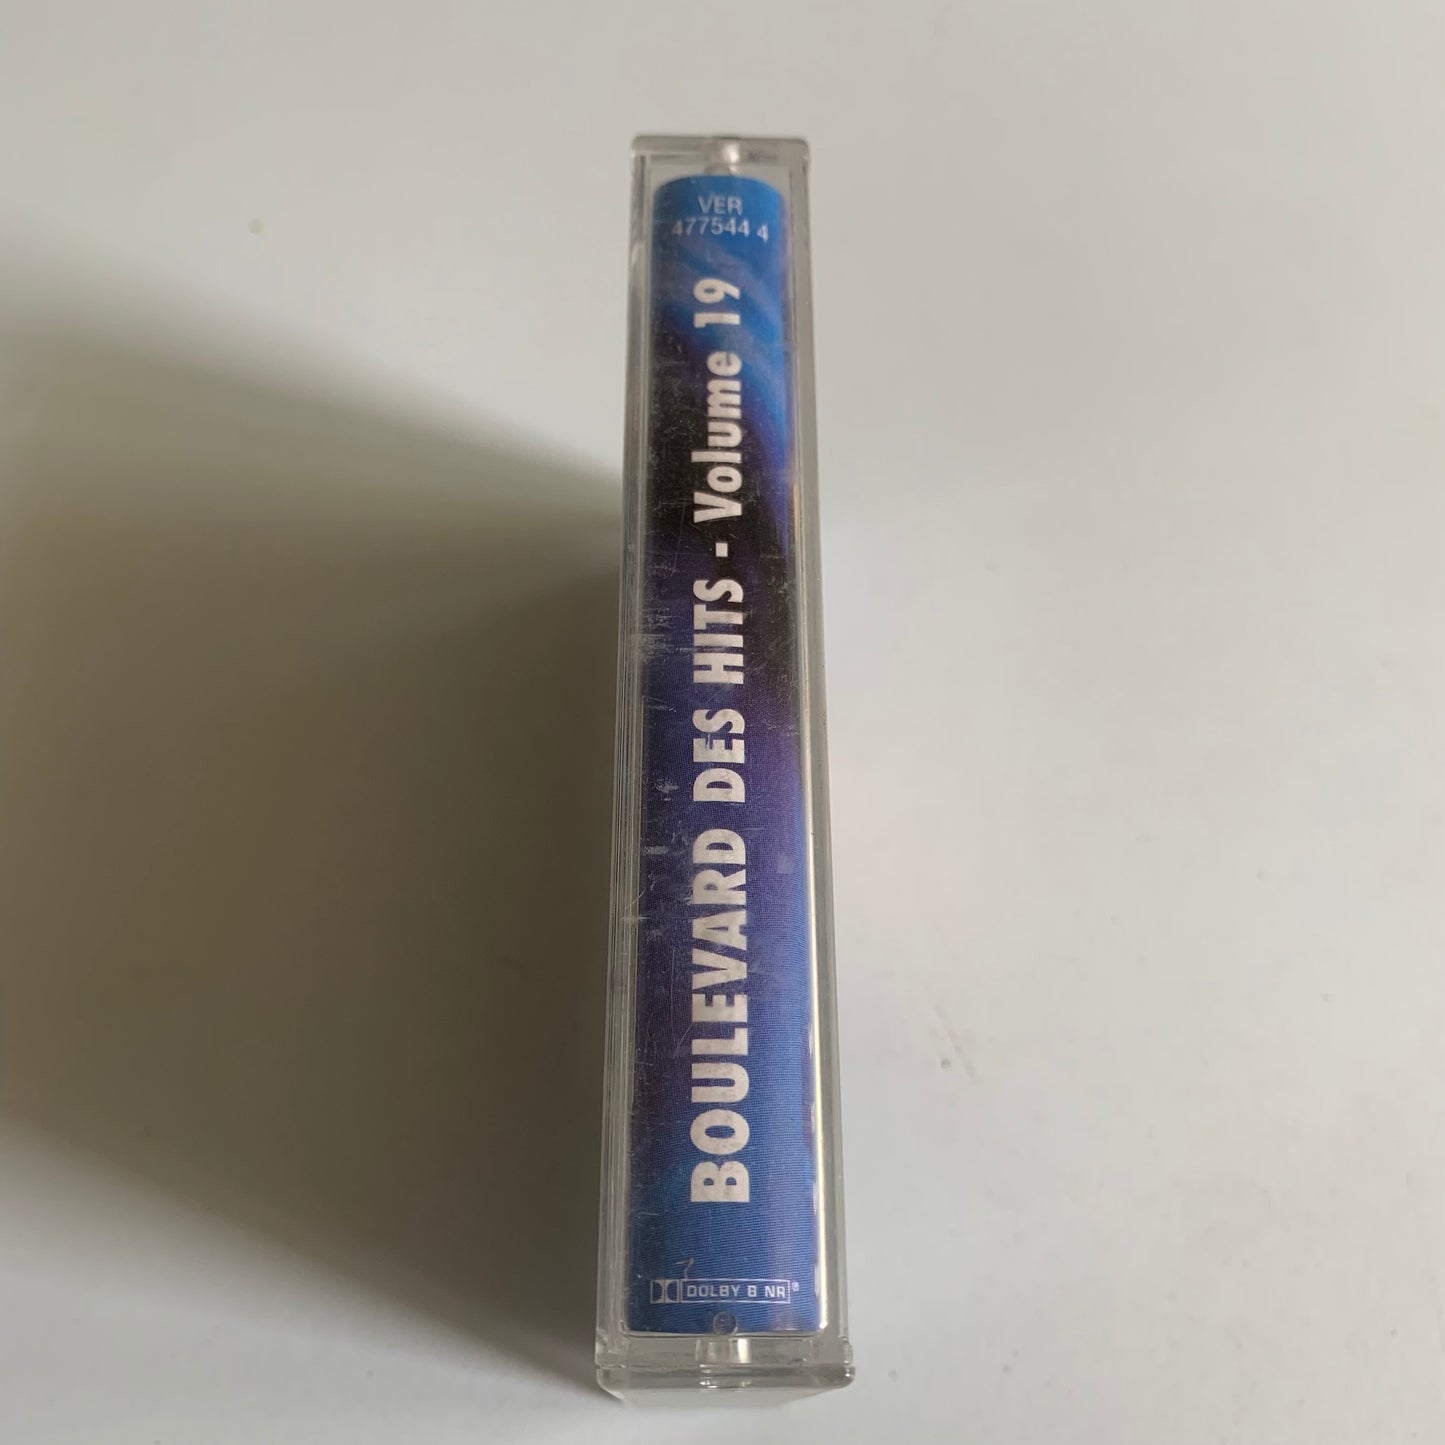 VER
477544 4
BOULEVARD DES HITS - Volume 19
DOLBY B NR®